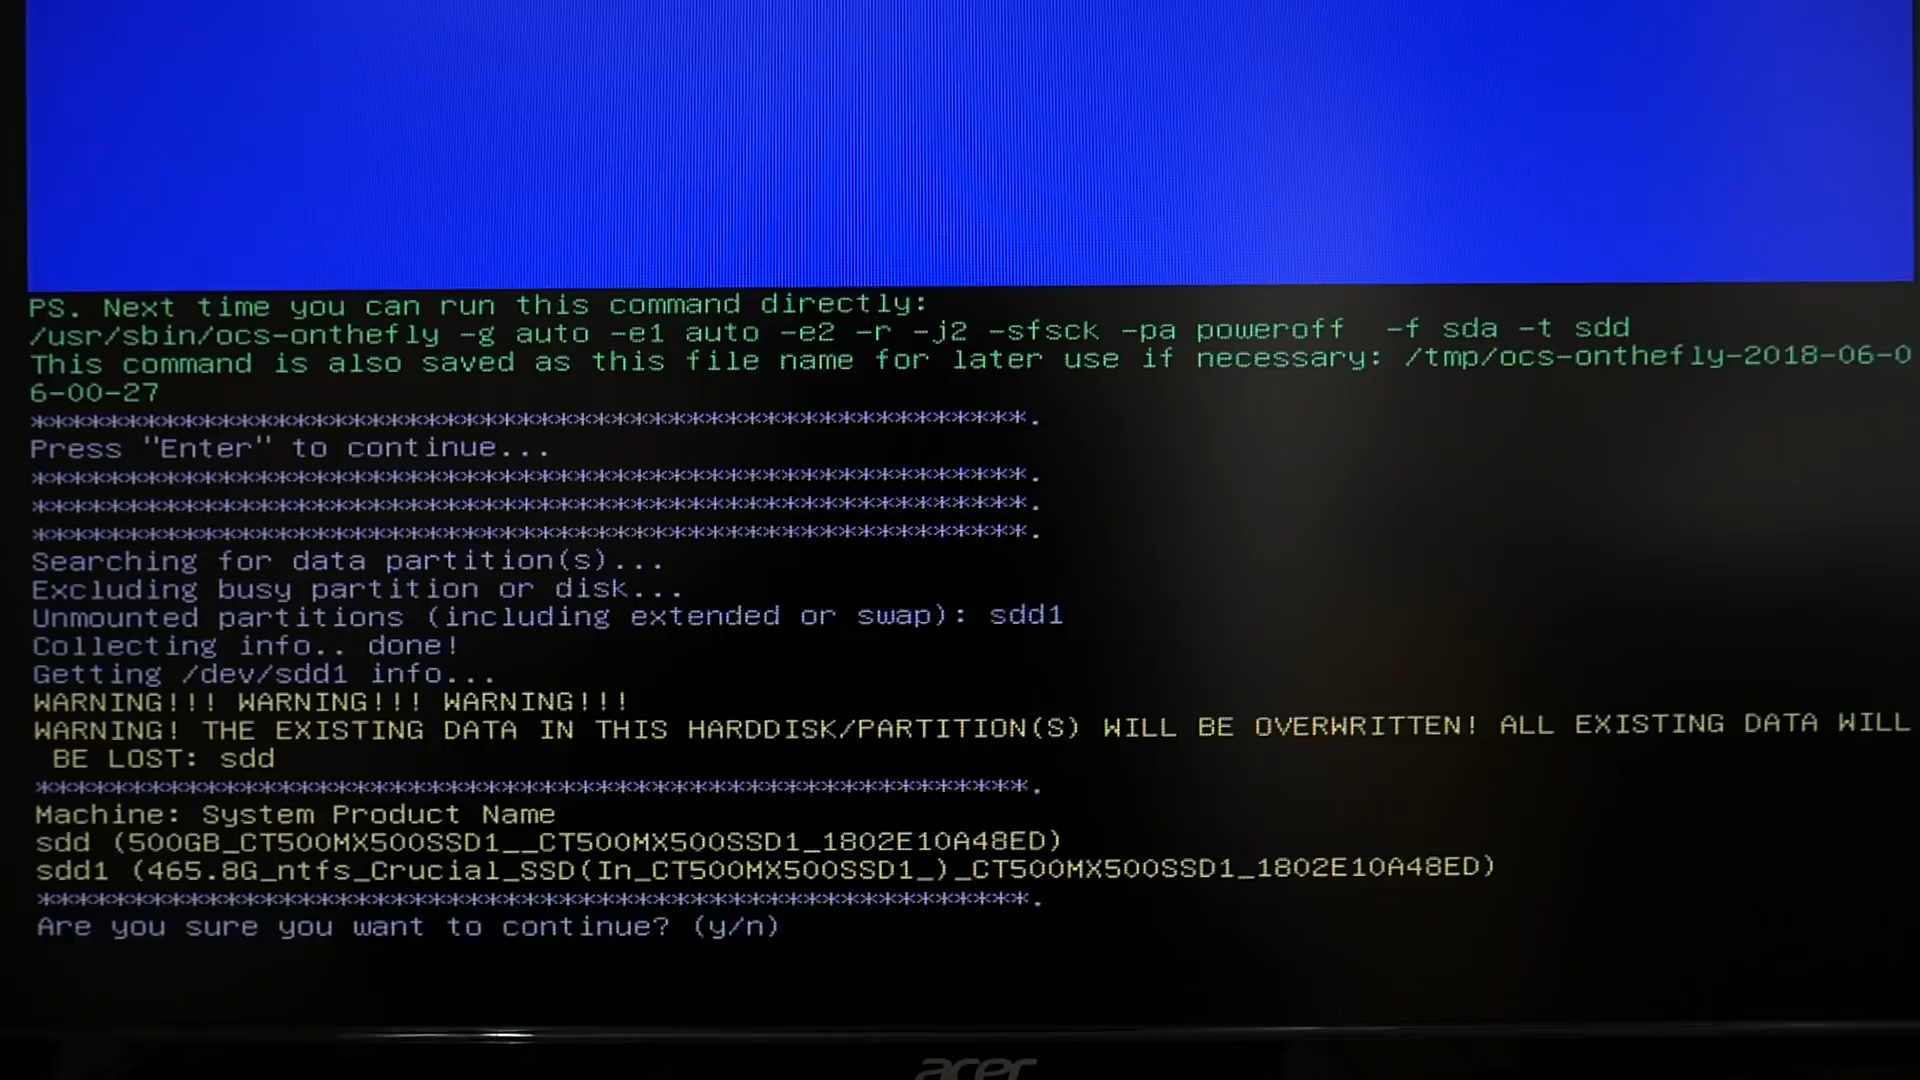 PS. Next time you can run this command directly:
/usr/sbin/ocs-onthefly -g auto -e1 auto -e2 -r -j2 -sfsck -pa poweroff  -f sda -t sdd
This command is also saved as this file name for later use if necessary: /tmp/ocs-onthefly-2018-06-0
6-00-27
*****************************************************.
Press "Enter" to continue...
*****************************************************.
*****************************************************.
*****************************************************.
Searching for data partition(s)...
Excluding busy partition or disk...
Unmounted partitions (including extended or swap): sdd1
Collecting info.. done!
Getting /dev/sdd1 info...
WARNING!!! WARNING!!! WARNING!!!
WARNING! THE EXISTING DATA IN THIS HARDDISK/PARTITION(S) WILL BE OVERWRITTEN! ALL EXISTING DATA WILL
 BE LOST: sdd
*****************************************************.
Machine: System Product Name
sdd (500GB_CT500MX500SSD1__CT500MX500SSD1_1802E10A48ED)
sdd1 (465.8G_ntfs_Crucial_SSD(In_CT500MX500SSD1_)_CT500MX500SSD1_1802E10A48ED)
*****************************************************.
Are you sure you want to continue? (y/n)
acer